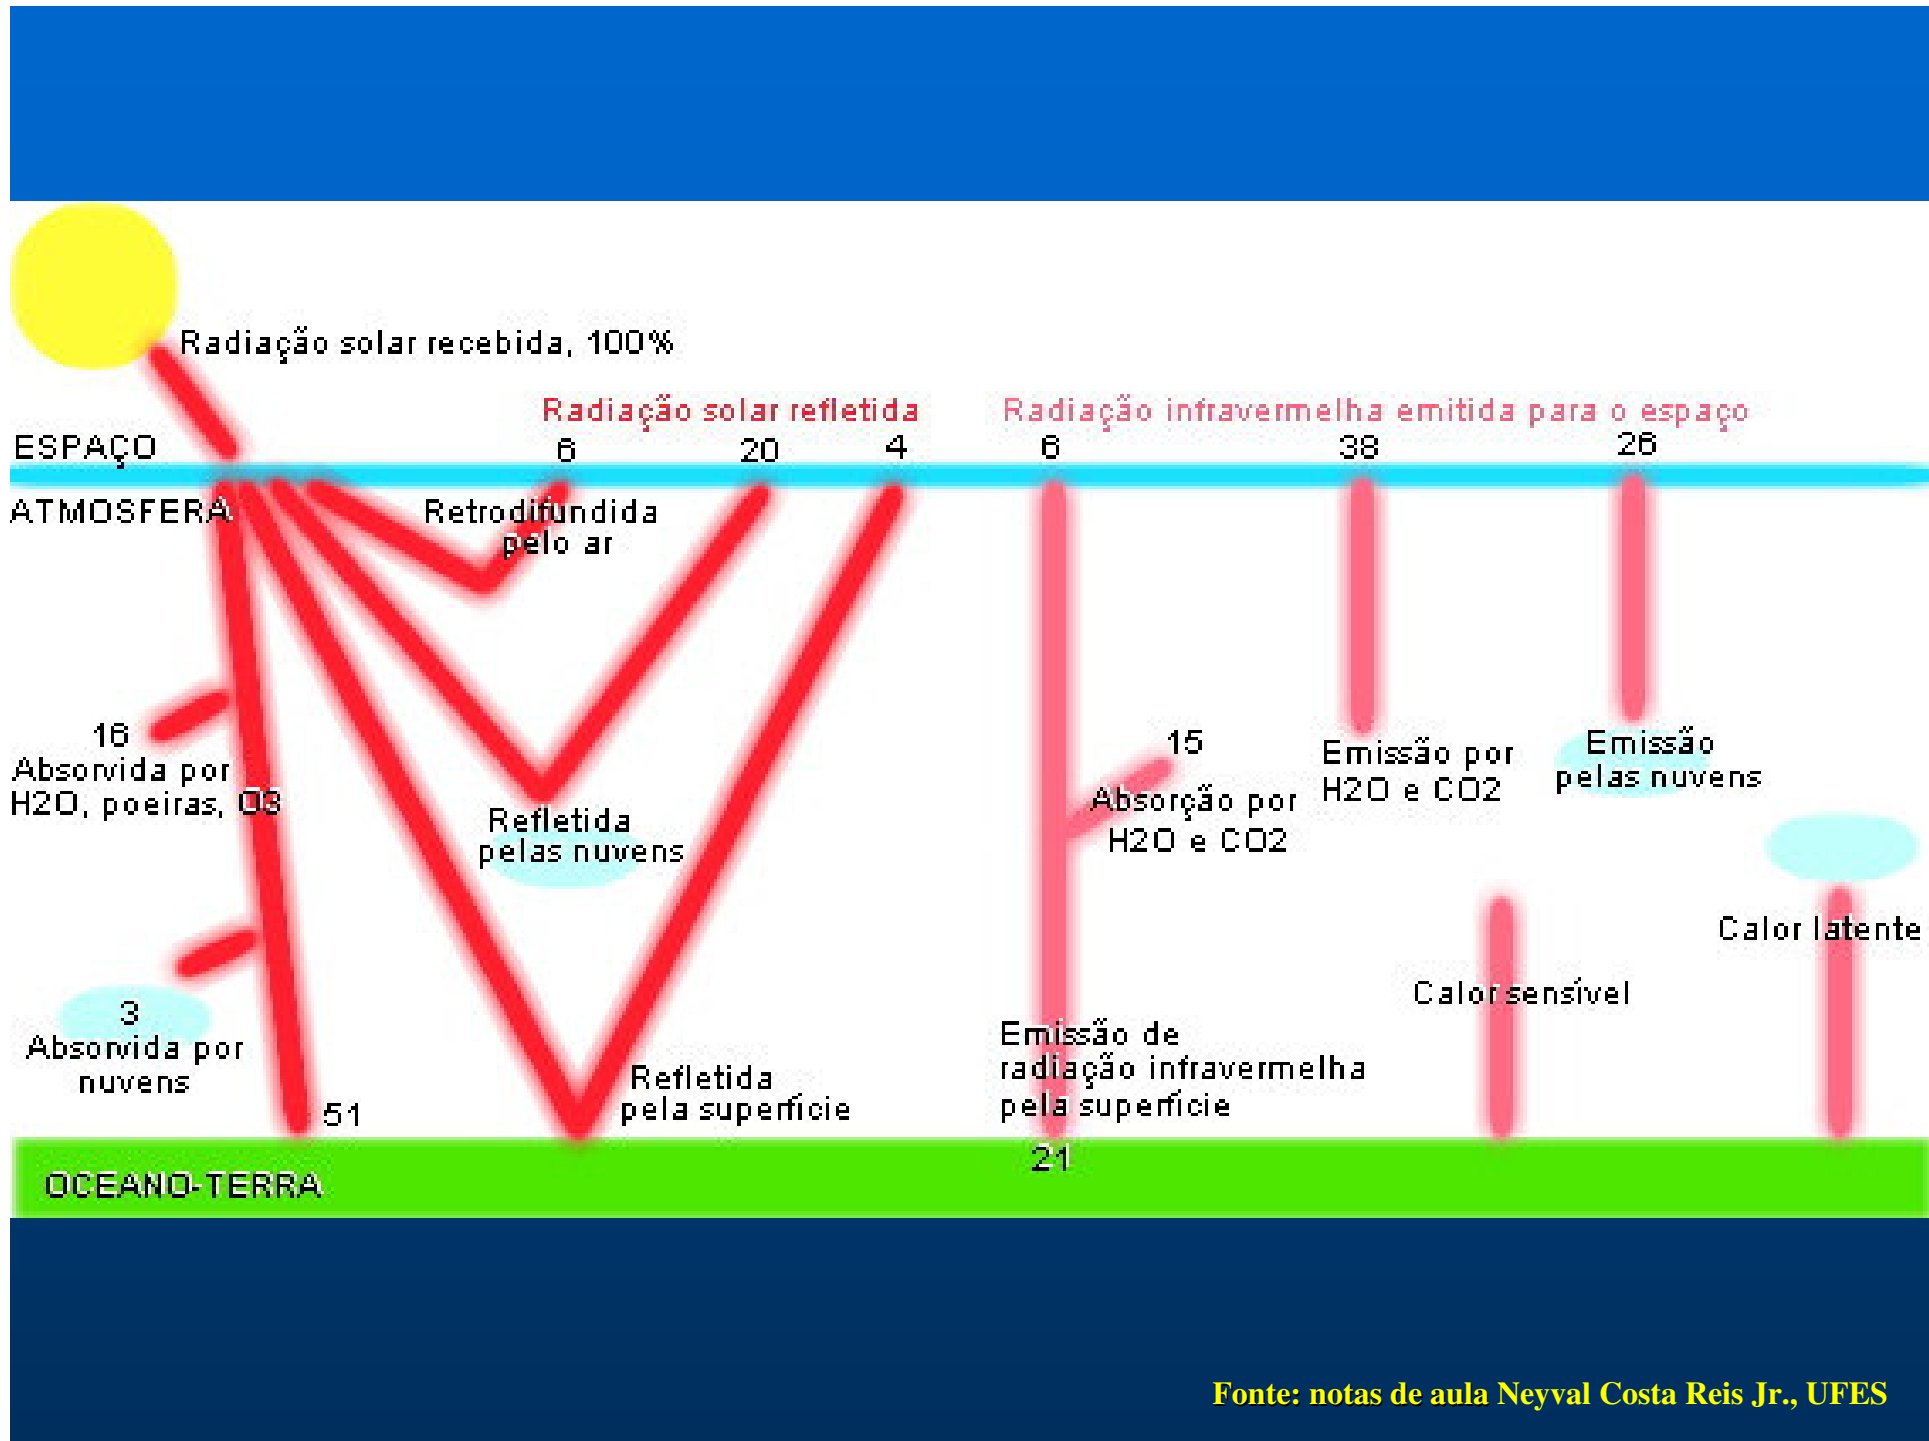 Radiação solar recebida, 100%
Radiação solar refletida
Radiação infravermelha emitida para o espaço
ESPAÇO
6
20
4
6
38
26
ATMOSFERA
Retrodifundida
pelo ar
16
Absorvida por
H2O, poeiras, O3
Refletida
pelas nuvens
15
Absorção por
H2O e CO2
Emissão por
H2O e CO2
Emissão
pelas nuvens
Calor latente
Calor sensível
3
Absorvida por
nuvens
51
Refletida
pela superfície
Emissão de
radiação infravermelha
pela superfície
21
OCEANO-TERRA
Fonte: notas de aula Neyval Costa Reis Jr., UFES